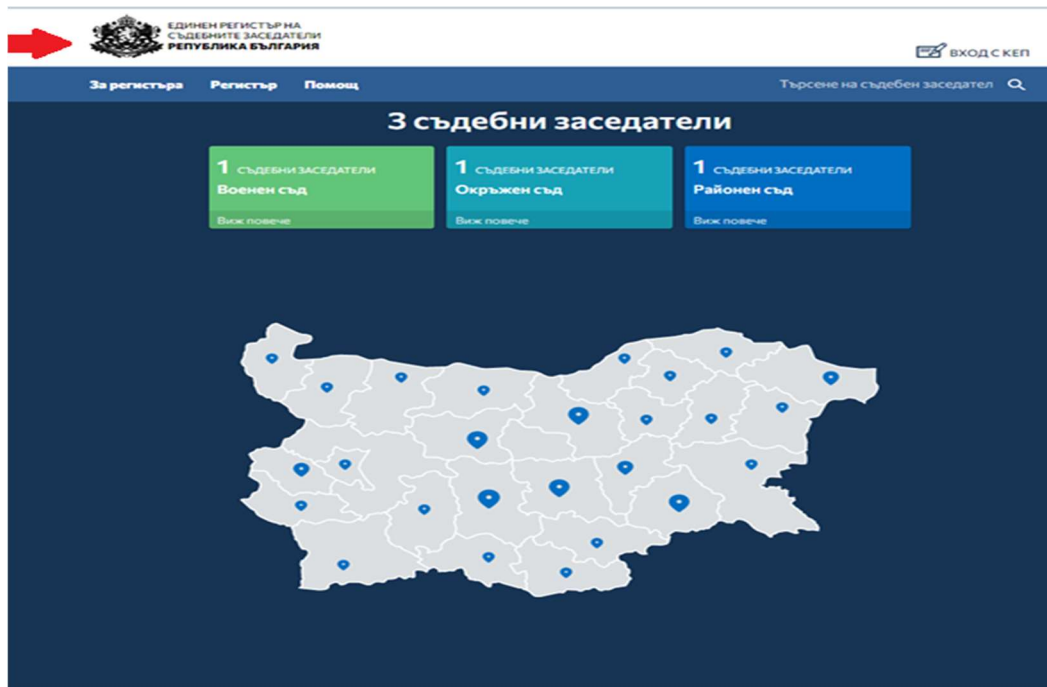 ЕДИНЕН РЕГИСТЪР НА
СЪДЕБНИТЕ ЗАСЕДАТЕЛИ
РЕПУБЛИКА БЪЛГАРИЯ
ВХОД С КЕП
За регистъра Регистър Помощ Търсене на съдебен заседател
3 съдебни заседатели
1 СЪДЕБНИ ЗАСЕДАТЕЛИ
Военен съд
Виж повече
1 СЪДЕБНИ ЗАСЕДАТЕЛИ
Окръжен съд
Виж повече
1 СЪДЕБНИ ЗАСЕДАТЕЛИ
Районен съд
Виж повече